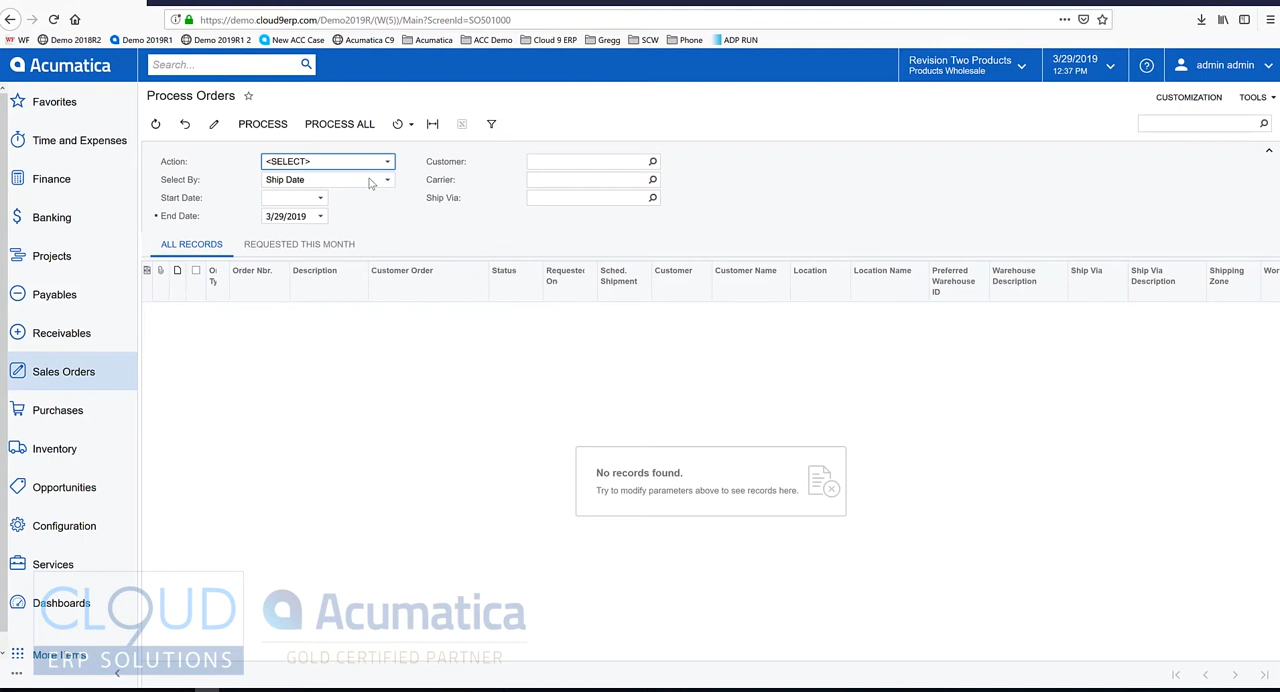 https://demo.cloud9erp.com/Demo2019R/(W(5))/Main?ScreenId=SO501000
WF Demo 2018R2 Demo 2019R1 Demo 2019R1 2 New ACC Case Acumatica C9 Acumatica ACC Demo Cloud 9 ERP Gregg SCW Phone ADP RUN
Acumatica
Search...
Revision Two Products
Products Wholesale
3/29/2019
12:37 PM
admin admin
Favorites
Time and Expenses
Finance
Banking
Projects
Payables
Receivables
Sales Orders
Purchases
Inventory
Opportunities
Configuration
Services
Dashboards
More Items
Process Orders
CUSTOMIZATION TOOLS
PROCESS PROCESS ALL
Action: <SELECT> Customer:
Select By: Ship Date Carrier:
Start Date: Ship Via:
End Date: 3/29/2019
ALL RECORDS REQUESTED THIS MONTH
Order Nbr. Description Customer Order Status Requested On Sched. Shipment Customer Customer Name Location Location Name Preferred Warehouse ID Warehouse Description Ship Via Ship Via Description Shipping Zone
No records found.
Try to modify parameters above to see records here.
CLOUD 9
ERP SOLUTIONS
Acumatica
GOLD CERTIFIED PARTNER